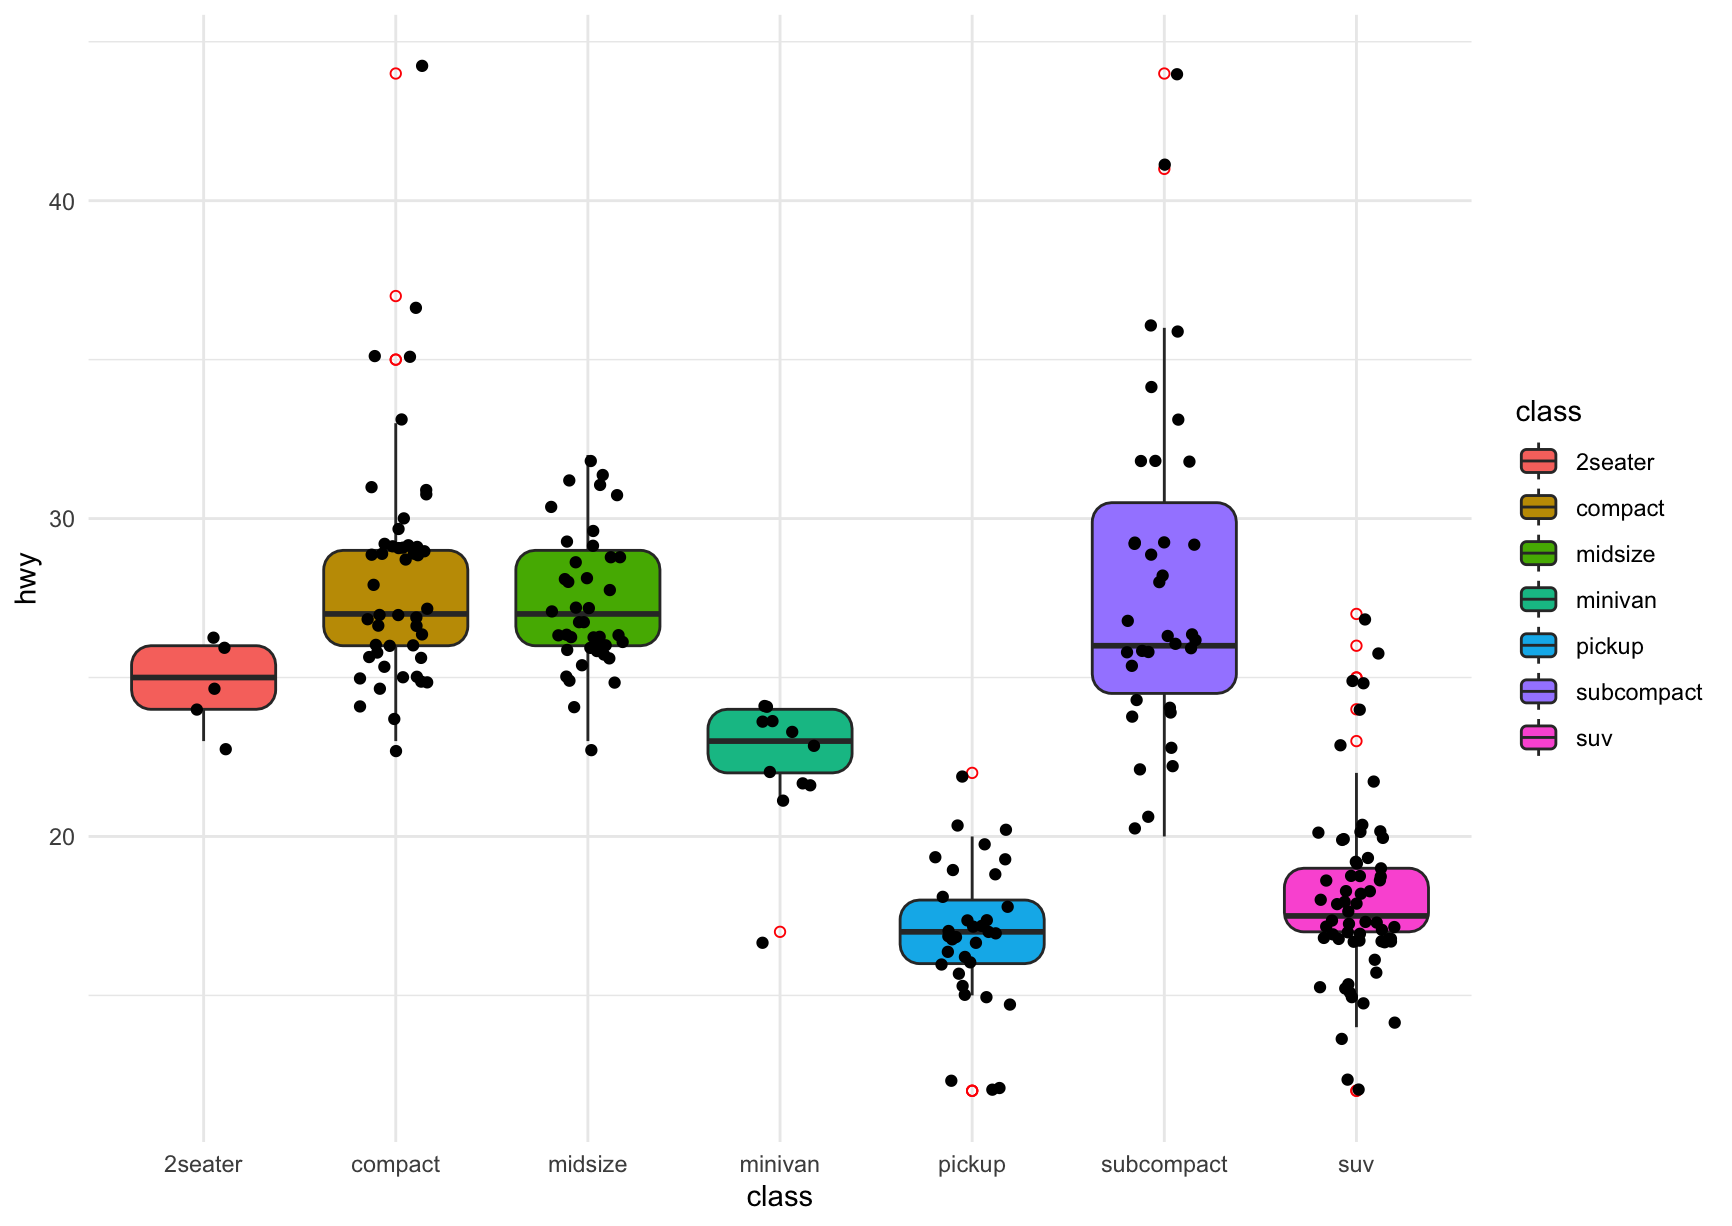 hwy
40
30
20
2seater compact midsize minivan pickup subcompact suv
class
class
2seater
compact
midsize
minivan
pickup
subcompact
suv